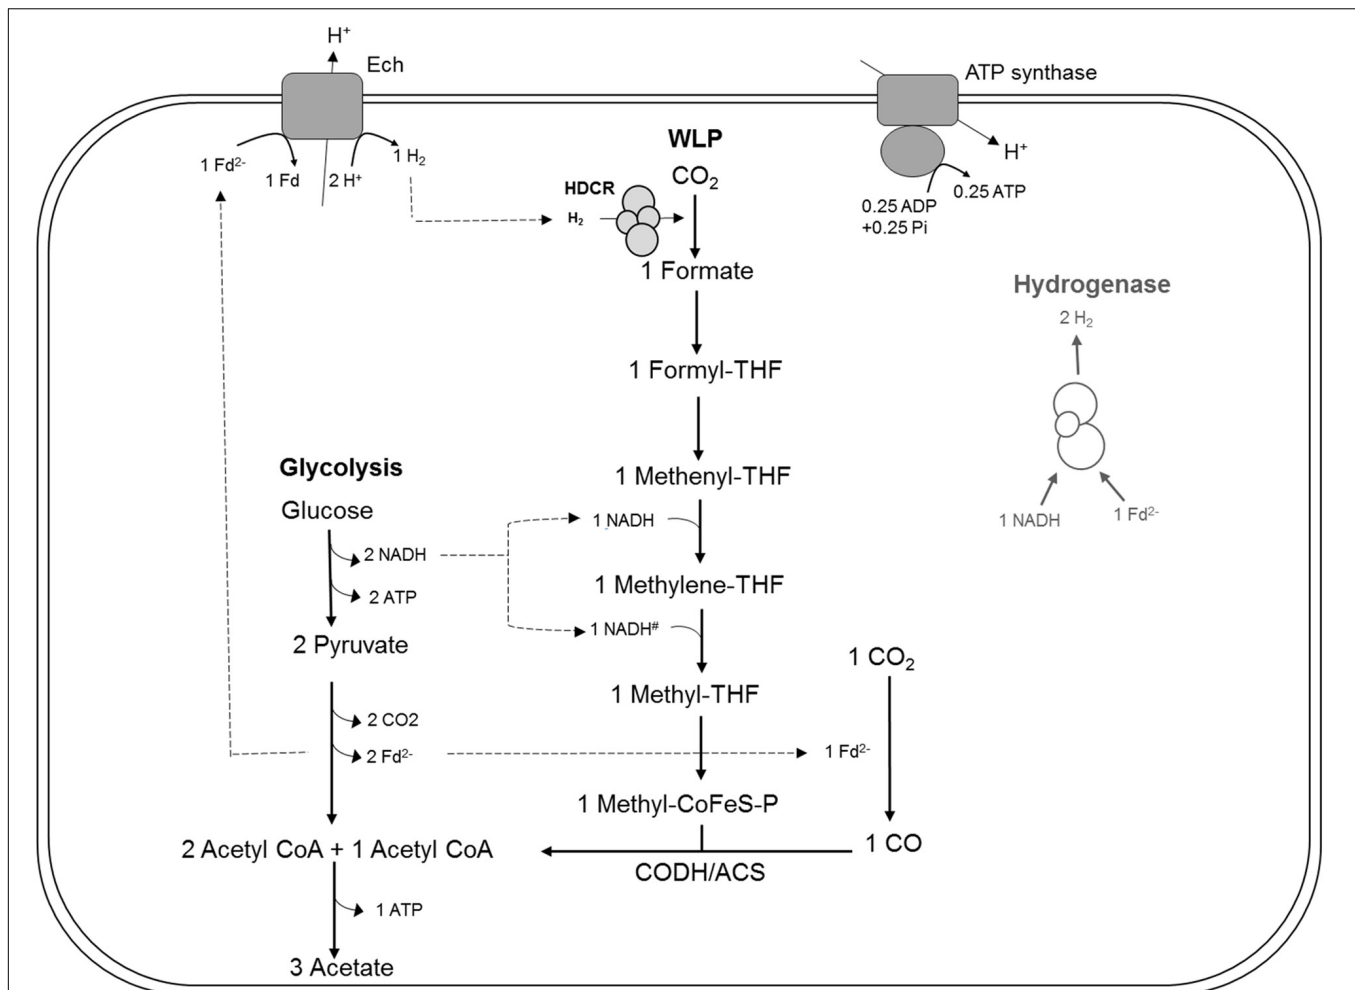 H⁺
Ech
1 Fd²⁻
1 Fd
2 H⁺
1 H₂
WLP
CO₂
HDCR
H₂
1 Formate
1 Formyl-THF
1 Methenyl-THF
1 NADH
1 Methylene-THF
1 NADH#
1 Methyl-THF
1 Methyl-CoFeS-P
CODH/ACS
ATP synthase
H⁺
0.25 ATP
0.25 ADP
+0.25 Pi
Hydrogenase
2 H₂
1 NADH
1 Fd²⁻
Glycolysis
Glucose
2 NADH
2 ATP
2 Pyruvate
2 CO2
2 Fd²⁻
1 CO₂
1 Fd²⁻
1 CO
2 Acetyl CoA + 1 Acetyl CoA
1 ATP
3 Acetate